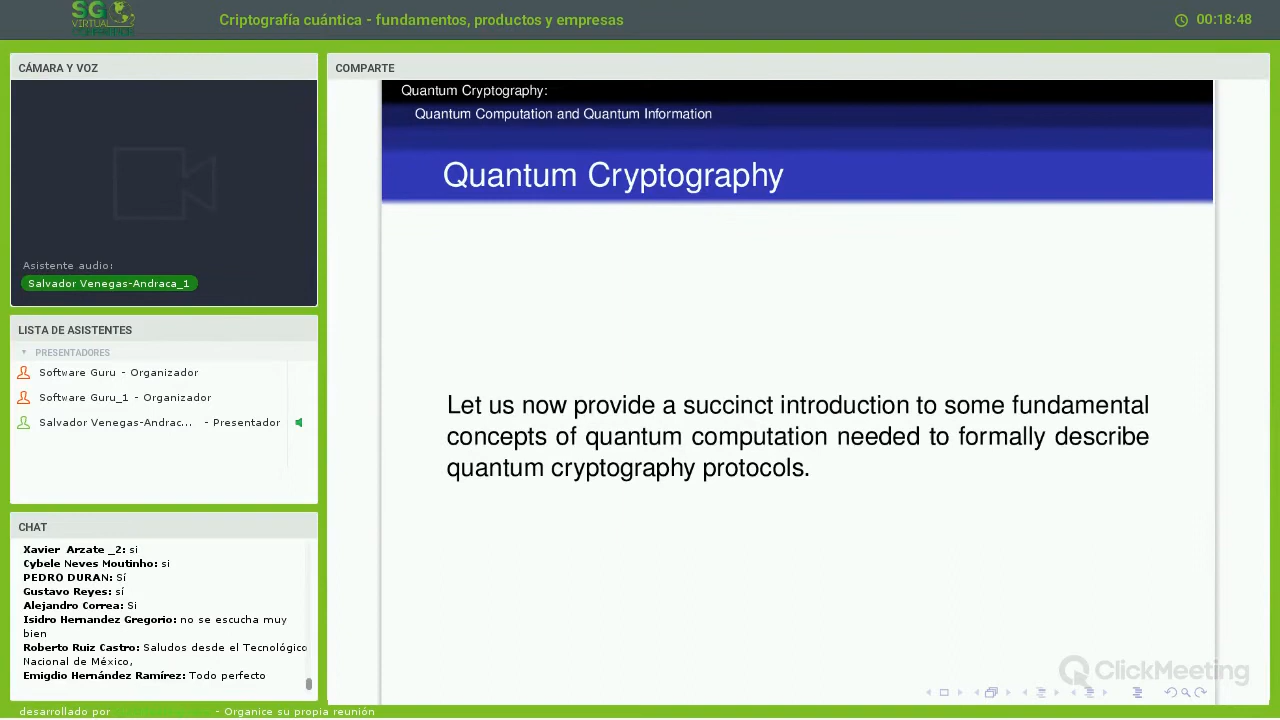 SG
VIRTUAL
Criptografía cuántica - fundamentos, productos y empresas
00:18:48
CÁMARA Y VOZ
Asistente audio:
Salvador Venegas-Andraca_1
LISTA DE ASISTENTES
PRESENTADORES
Software Guru - Organizador
Software Guru_1 - Organizador
Salvador Venegas-Andrac... - Presentador
CHAT
Xavier Arzate _2: si
Cybele Neves Moutinho: si
PEDRO DURAN: Sí
Gustavo Reyes: sí
Alejandro Correa: Si
Isidro Hernandez Gregorio: no se escucha muy
bien
Roberto Ruiz Castro: Saludos desde el Tecnológico
Nacional de México,
Emigdio Hernández Ramírez: Todo perfecto
desarrollado por - Organice su propia reunión
COMPARTE
Quantum Cryptography:
Quantum Computation and Quantum Information
Quantum Cryptography
Let us now provide a succinct introduction to some fundamental
concepts of quantum computation needed to formally describe
quantum cryptography protocols.
ClickMeeting